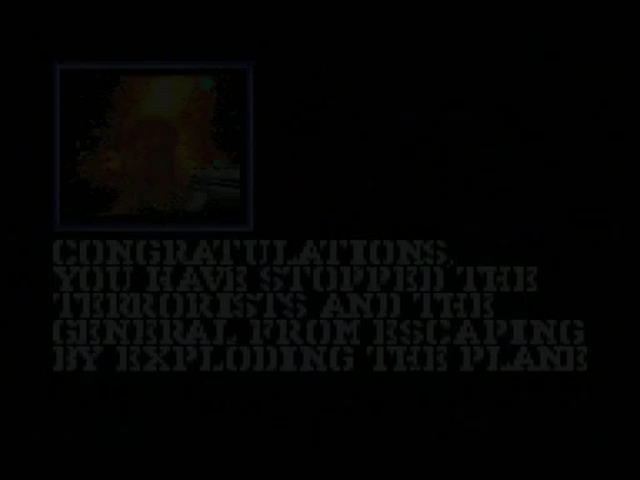 CONGRATULATIONS,
YOU HAVE STOPPED THE
TERRORISTS AND THE
GENERAL FROM ESCAPING
BY EXPLODING THE PLANE